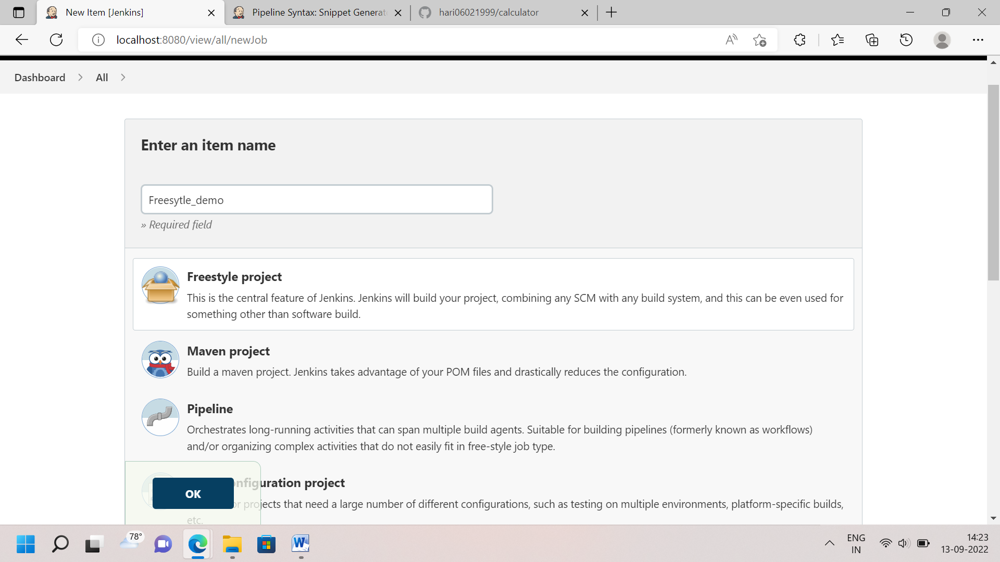 New Item [Jenkins]
Pipeline Syntax: Snippet Generat
hari06021999/calculator
localhost:8080/view/all/newJob
Dashboard
All
Enter an item name
Freesytle_demo
» Required field
Freestyle project
This is the central feature of Jenkins. Jenkins will build your project, combining any SCM with any build system, and this can be even used for
something other than software build.
Maven project
Build a maven project. Jenkins takes advantage of your POM files and drastically reduces the configuration.
Pipeline
Orchestrates long-running activities that can span multiple build agents. Suitable for building pipelines (formerly known as workflows)
and/or organizing complex activities that do not easily fit in free-style job type.
nfiguration project
OK
or projects that need a large number of different configurations, such as testing on multiple environments, platform-specific builds,
etc.
78°
ENG
IN
14:23
13-09-2022